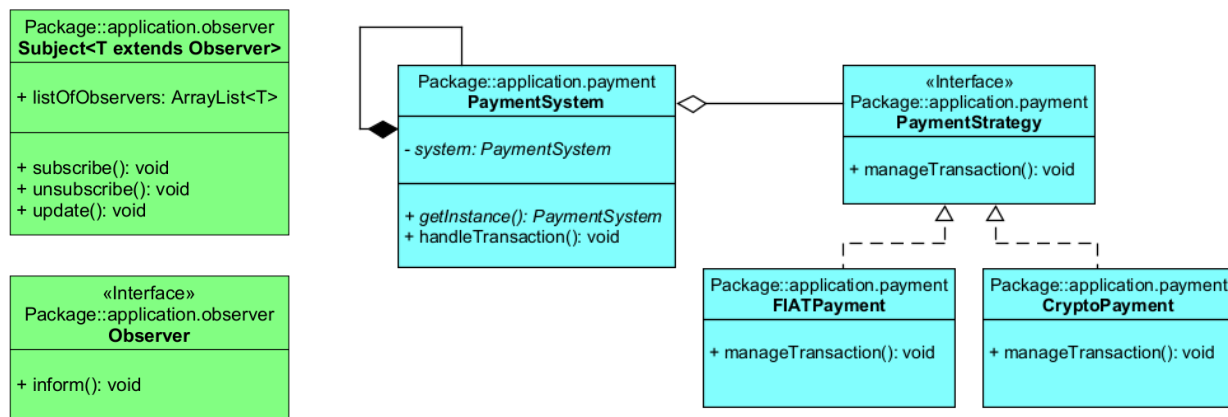 Package::application.observer
Subject<T extends Observer>
+ listOfObservers: ArrayList<T>
+ subscribe(): void
+ unsubscribe(): void
+ update(): void
«Interface»
Package::application.observer
Observer
+ inform(): void
Package::application.payment
PaymentSystem
- system: PaymentSystem
+ getInstance(): PaymentSystem
+ handleTransaction(): void
«Interface»
Package::application.payment
PaymentStrategy
+ manageTransaction(): void
Package::application.payment
FIATPayment
+ manageTransaction(): void
Package::application.payment
CryptoPayment
+ manageTransaction(): void